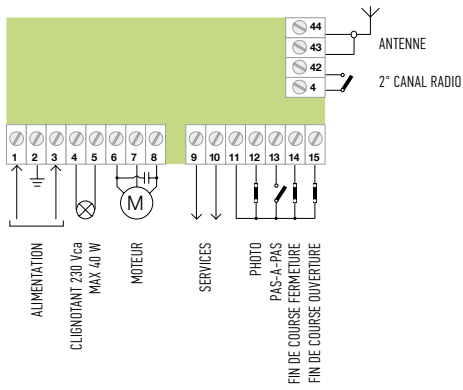 44
43
ANTENNE
42
4
2° CANAL RADIO
1 2 3 4 5 6 7 8 9 10 11 12 13 14 15
M
ALIMENTATION
CLIGNOTANT 230 Vca
MAX 40 W
MOTEUR
SERVICES
PHOTO
PAS-A-PAS
FIN DE COURSE FERMETURE
FIN DE COURSE OUVERTURE